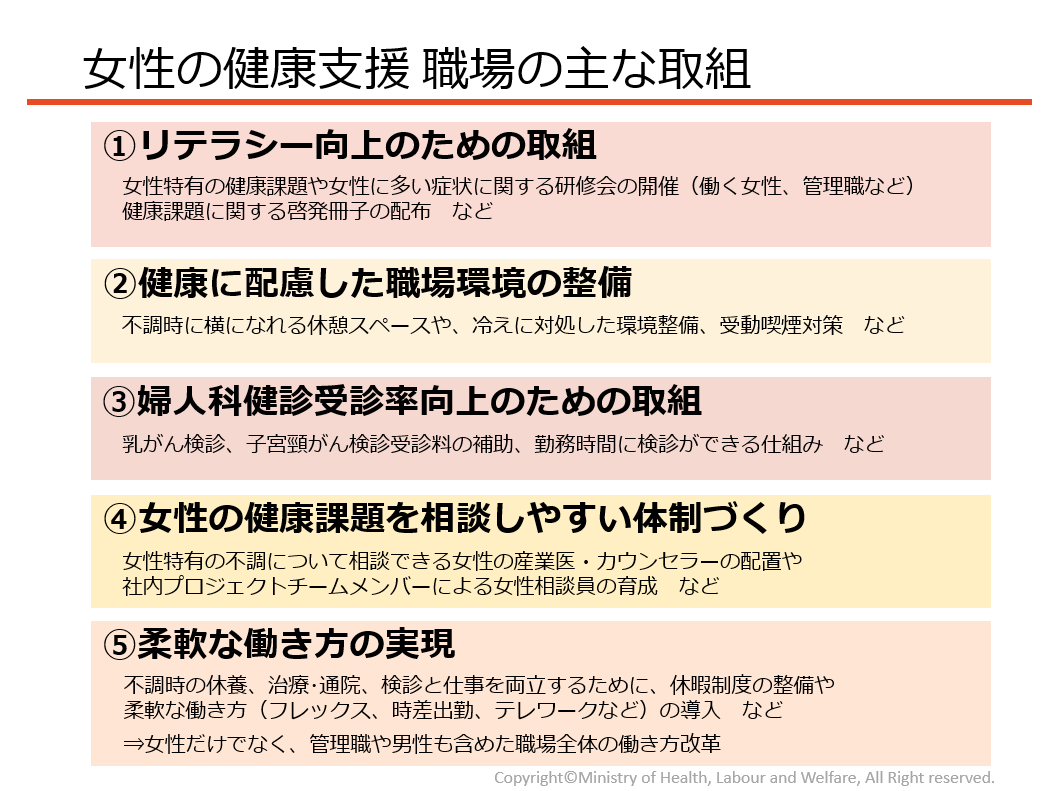 女性の健康支援 職場の主な取組
①リテラシー向上のための取組
女性特有の健康課題や女性に多い症状に関する研修会の開催（働く女性、管理職など）
健康課題に関する啓発冊子の配布　など
②健康に配慮した職場環境の整備
不調時に横になれる休憩スペースや、冷えに対処した環境整備、受動喫煙対策　など
③婦人科健診受診率向上のための取組
乳がん検診、子宮頸がん検診受診料の補助、勤務時間に検診ができる仕組み　など
④女性の健康課題を相談しやすい体制づくり
女性特有の不調について相談できる女性の産業医・カウンセラーの配置や
社内プロジェクトチームメンバーによる女性相談員の育成　など
⑤柔軟な働き方の実現
不調時の休養、治療･通院、検診と仕事を両立するために、休暇制度の整備や
柔軟な働き方（フレックス、時差出勤、テレワークなど）の導入　など
⇒女性だけでなく、管理職や男性も含めた職場全体の働き方改革
Copyright©Ministry of Health, Labour and Welfare, All Right reserved.